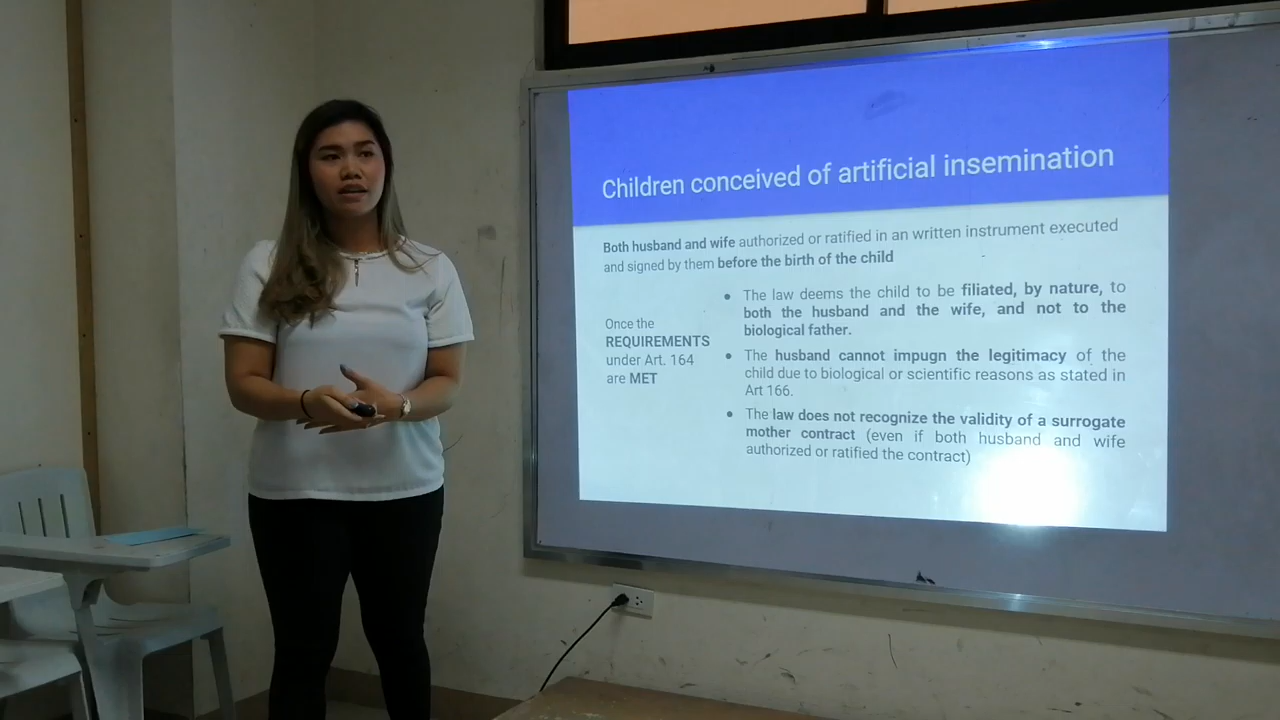 Children conceived of artificial insemination
Both husband and wife authorized or ratified in an written instrument executed
and signed by them before the birth of the child
Once the
REQUIREMENTS
under Art. 164
are MET
• The law deems the child to be filiated, by nature, to
both the husband and the wife, and not to the
biological father.
• The husband cannot impugn the legitimacy of the
child due to biological or scientific reasons as stated in
Art 166.
• The law does not recognize the validity of a surrogate
mother contract (even if both husband and wife
authorized or ratified the contract)